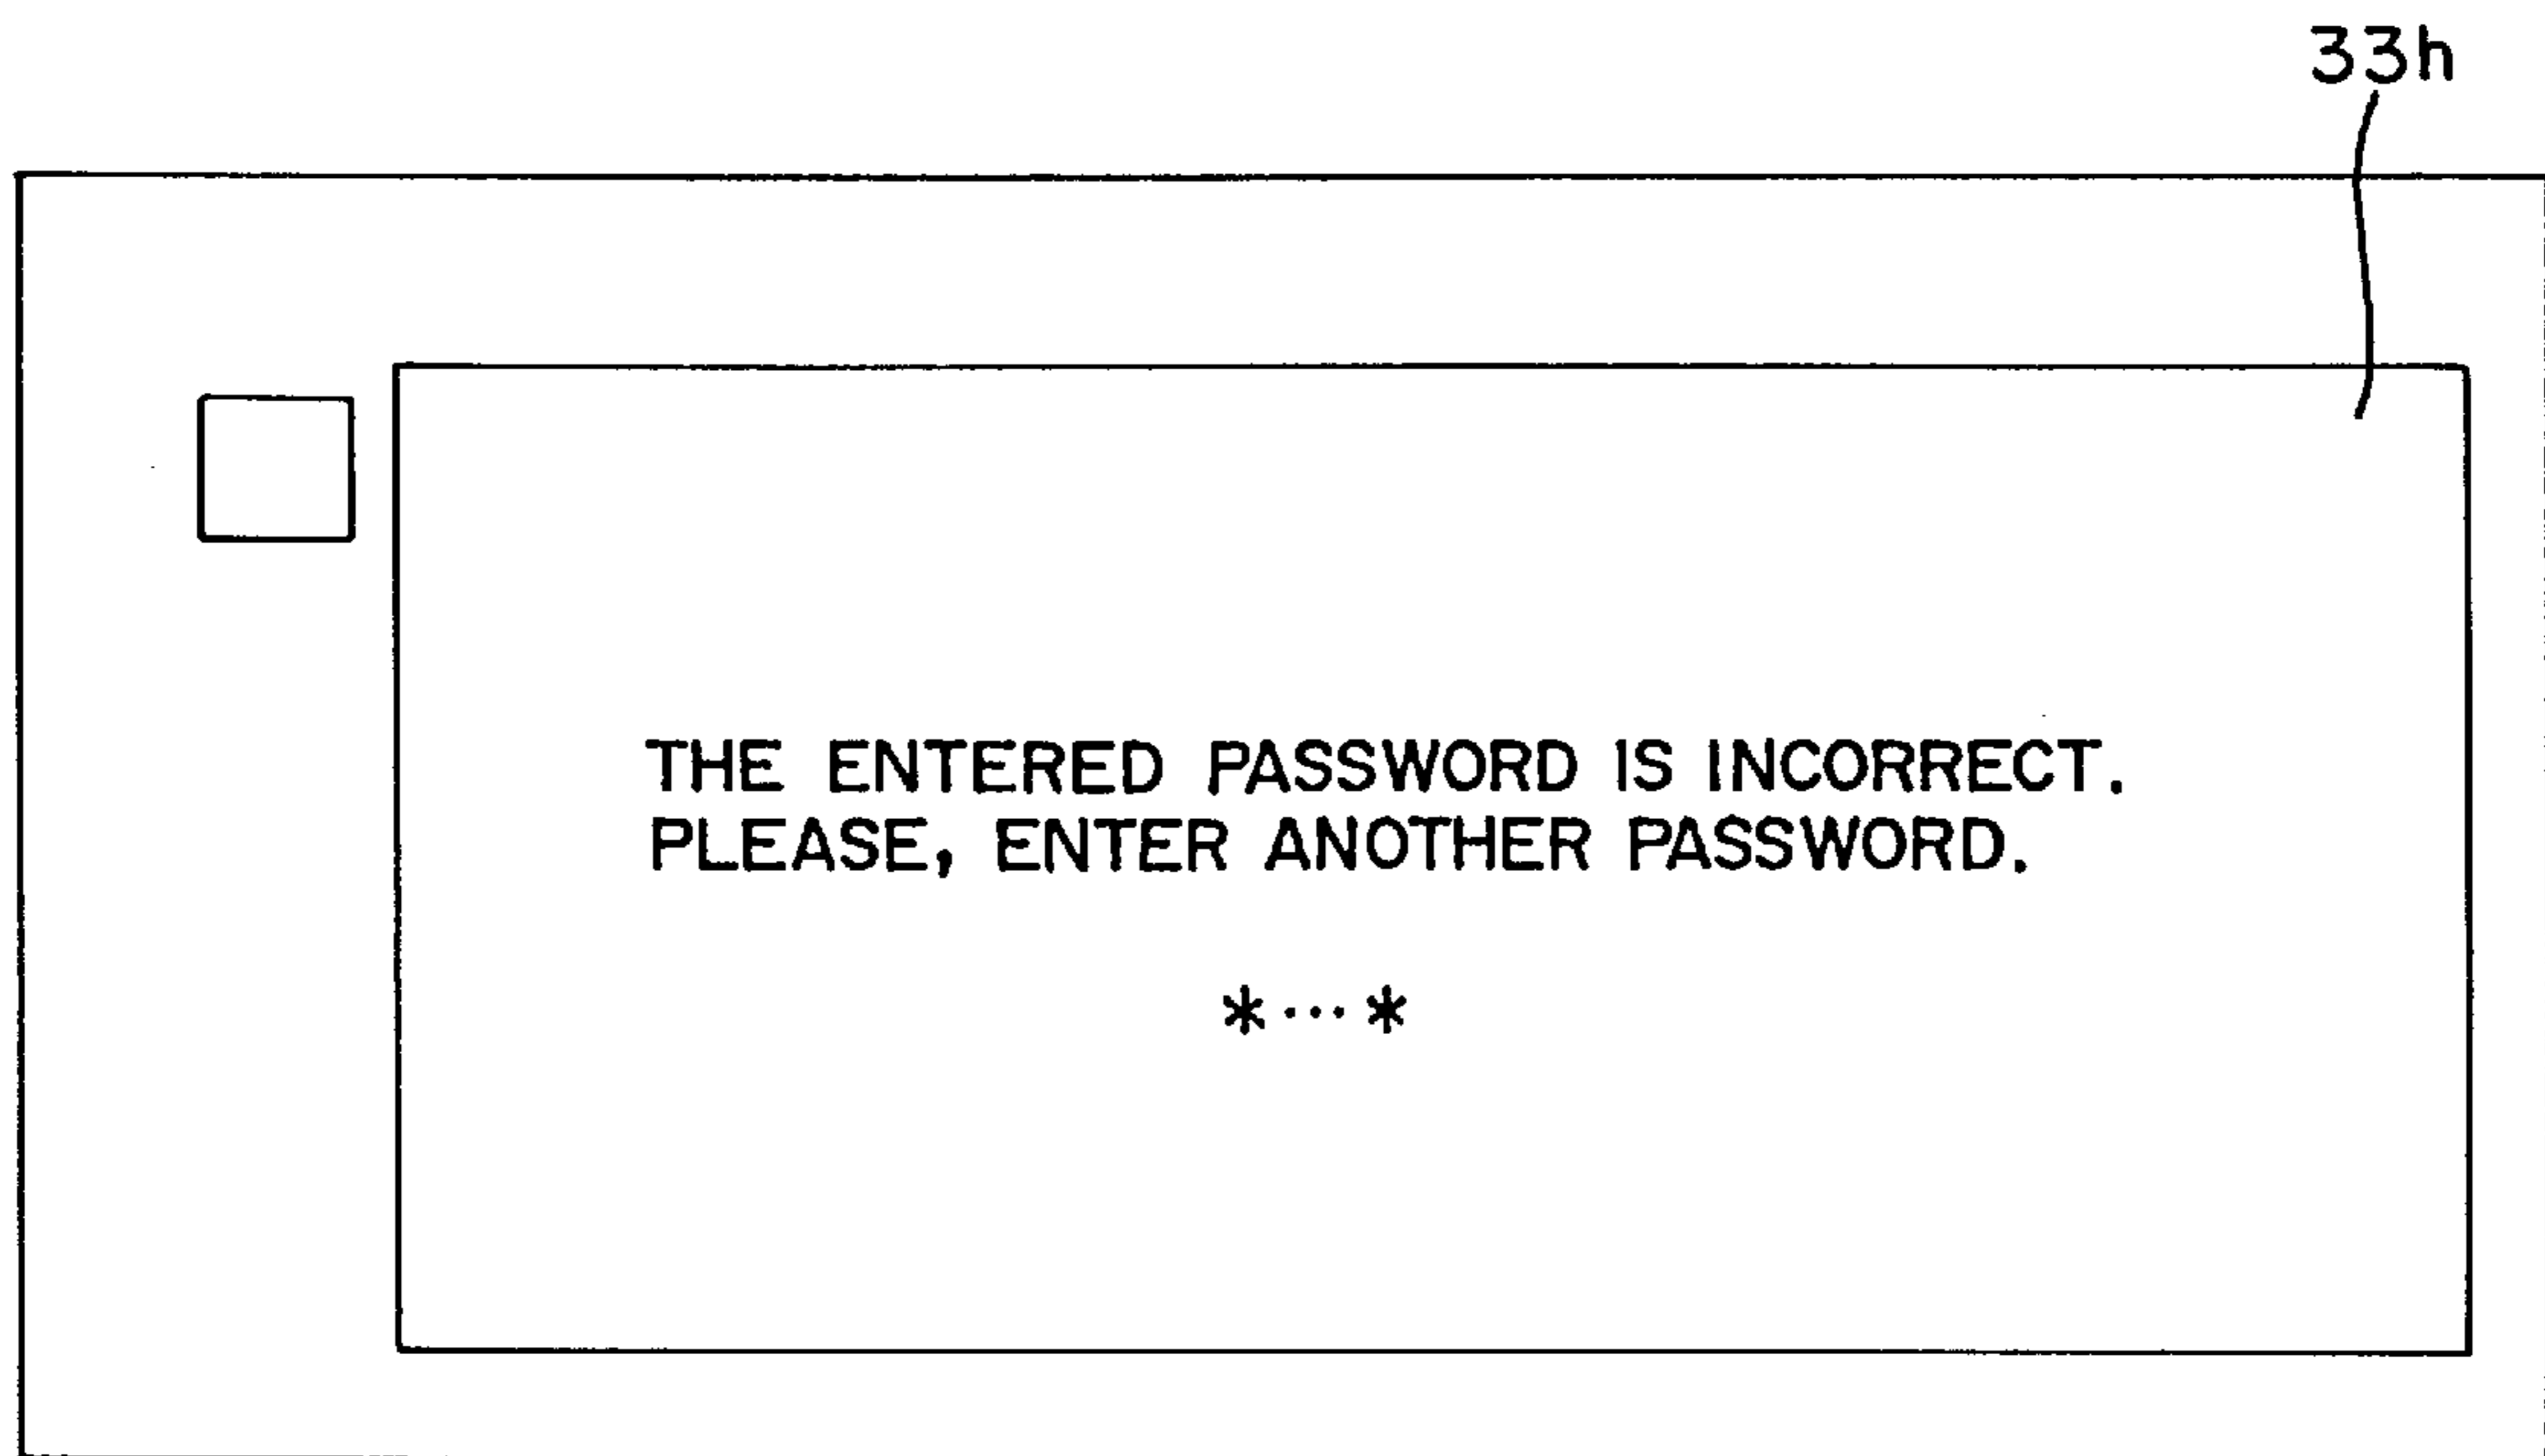 33h
THE ENTERED PASSWORD IS INCORRECT.
PLEASE, ENTER ANOTHER PASSWORD.
*···*